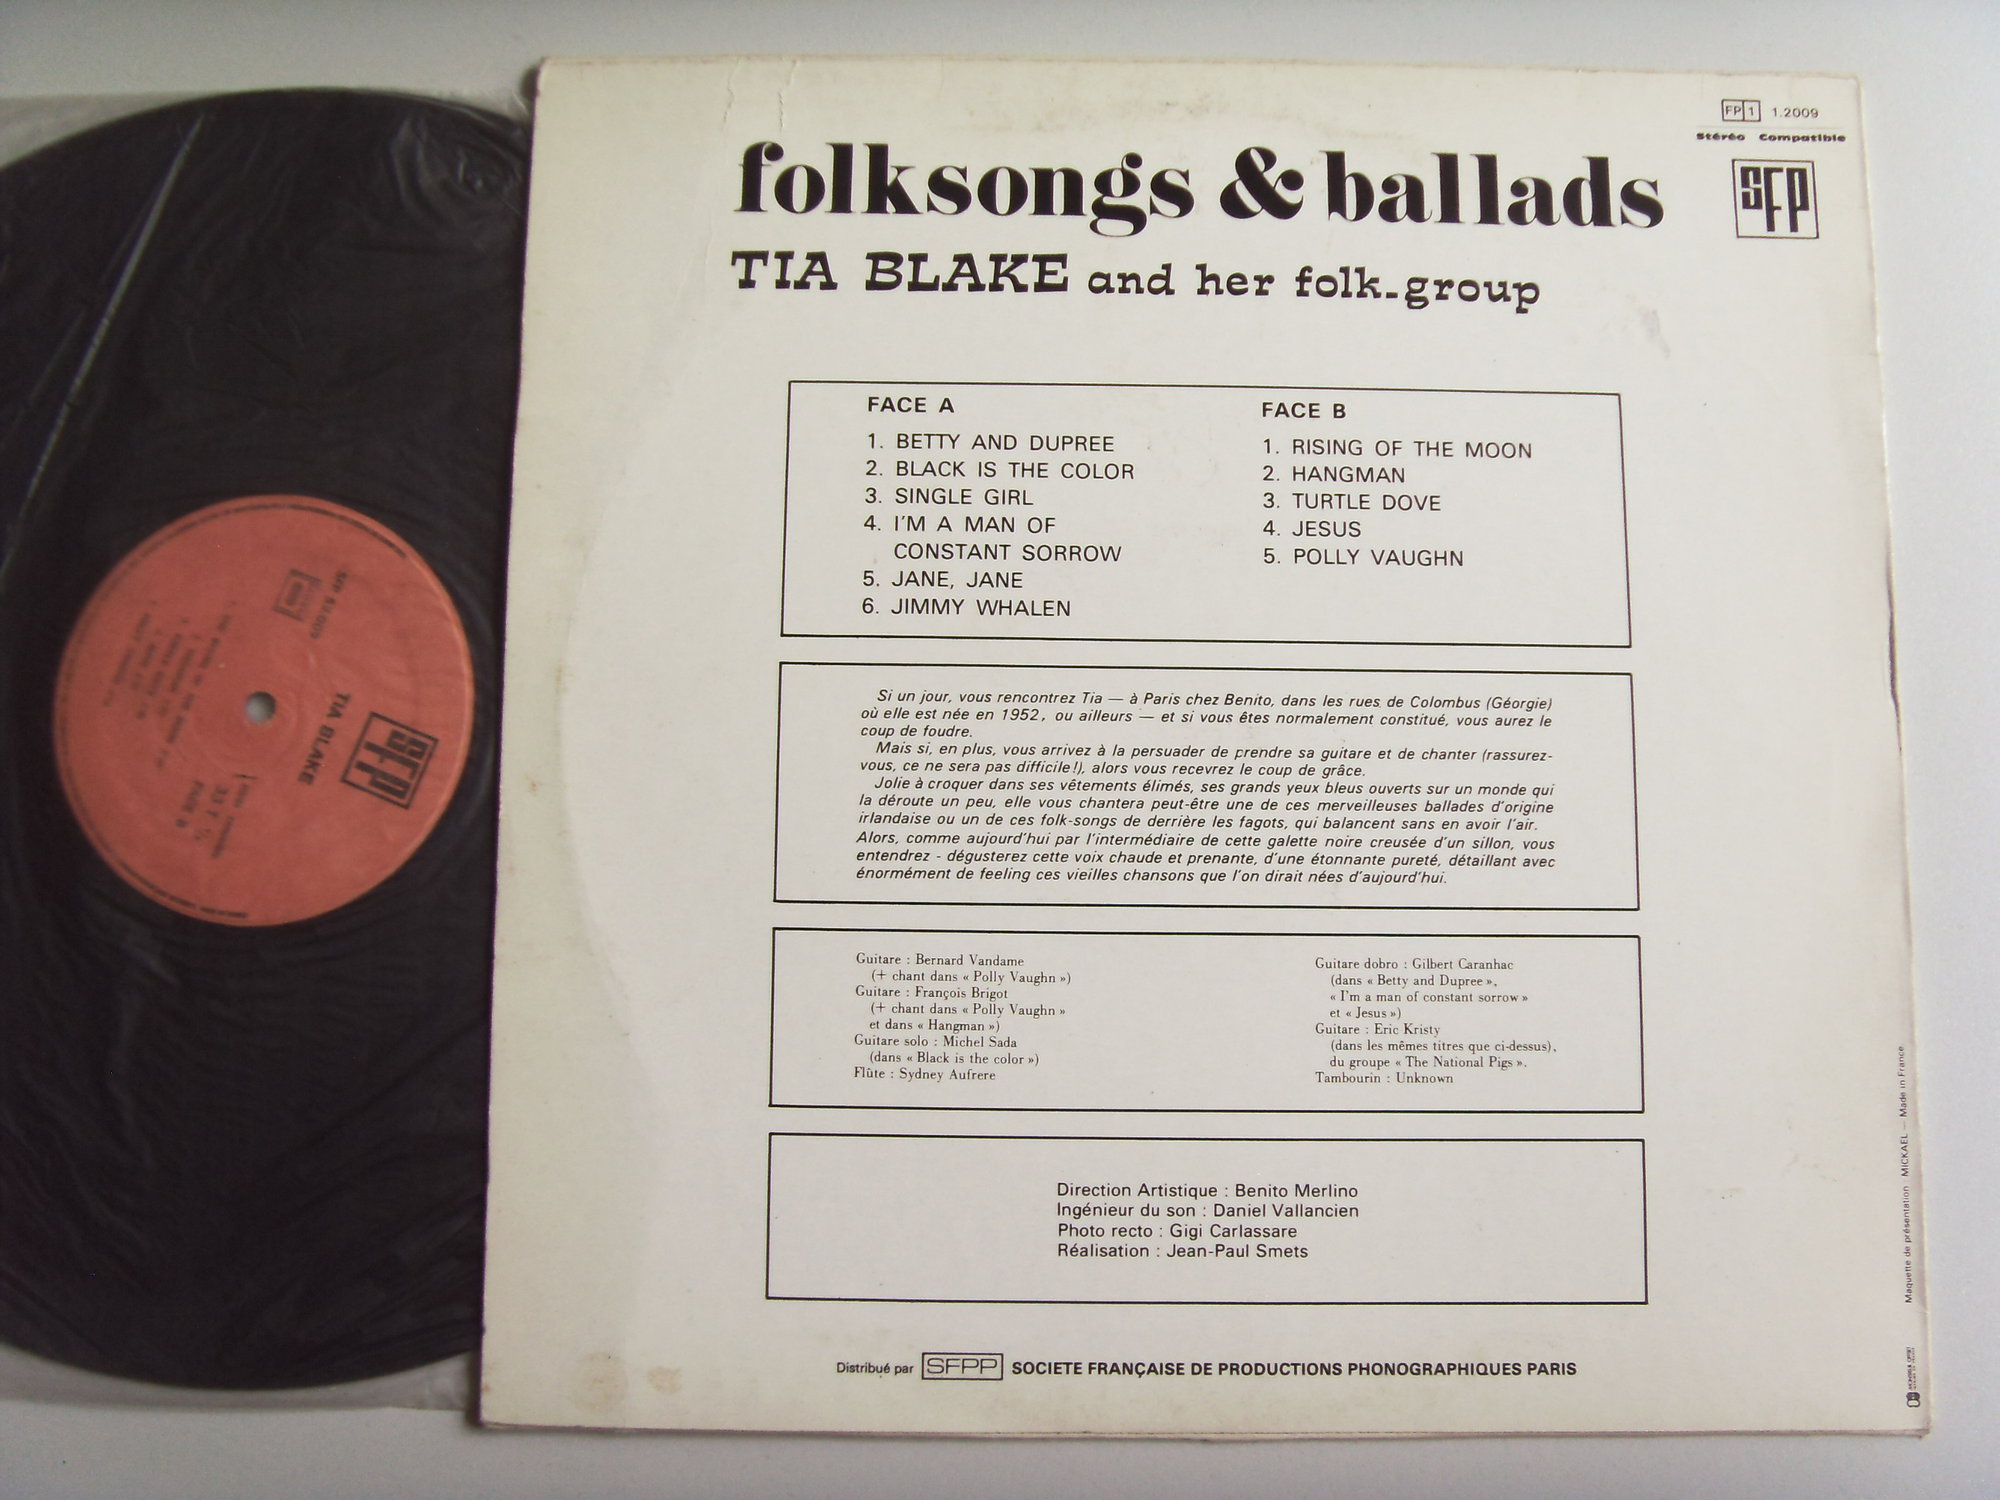 FP 1 1.2009
Stéréo Compatible
SFP
folksongs & ballads
TIA BLAKE and her folk-group
FACE A
1. BETTY AND DUPREE
2. BLACK IS THE COLOR
3. SINGLE GIRL
4. I'M A MAN OF
CONSTANT SORROW
5. JANE, JANE
6. JIMMY WHALEN
FACE B
1. RISING OF THE MOON
2. HANGMAN
3. TURTLE DOVE
4. JESUS
5. POLLY VAUGHN
Si un jour, vous rencontrez Tia — à Paris chez Benito, dans les rues de Colombus (Géorgie)
où elle est née en 1952, ou ailleurs — et si vous êtes normalement constitué, vous aurez le
coup de foudre.
Mais si, en plus, vous arrivez à la persuader de prendre sa guitare et de chanter (rassurez-
vous, ce ne sera pas difficile!), alors vous recevrez le coup de grâce.
Jolie à croquer dans ses vêtements élimés, ses grands yeux bleus ouverts sur un monde qui
la déroute un peu, elle vous chantera peut-être une de ces merveilleuses ballades d'origine
irlandaise ou un de ces folk-songs de derrière les fagots, qui balancent sans en avoir l'air.
Alors, comme aujourd'hui par l'intermédiaire de cette galette noire creusée d'un sillon, vous
entendrez - dégusterez cette voix chaude et prenante, d'une étonnante pureté, détaillant avec
énormément de feeling ces vieilles chansons que l'on dirait nées d'aujourd'hui.
Guitare : Bernard Vandame
(+ chant dans « Polly Vaughn »)
Guitare : François Brigot
(+ chant dans « Polly Vaughn »
et dans « Hangman »)
Guitare solo : Michel Sada
(dans « Black is the color »)
Flûte : Sydney Aufrere
Guitare dobro : Gilbert Caranhac
(dans « Betty and Dupree »,
« I'm a man of constant sorrow »
et « Jesus »)
Guitare : Eric Kristy
(dans les mêmes titres que ci-dessus),
du groupe « The National Pigs ».
Tambourin : Unknown
Direction Artistique : Benito Merlino
Ingénieur du son : Daniel Vallancien
Photo recto : Gigi Carlassare
Réalisation : Jean-Paul Smets
Distribué par SFPP SOCIETE FRANÇAISE DE PRODUCTIONS PHONOGRAPHIQUES PARIS
Maquette de présentation MICKAEL — Made in France
SFP
TIA BLAKE
33 T
FACE B